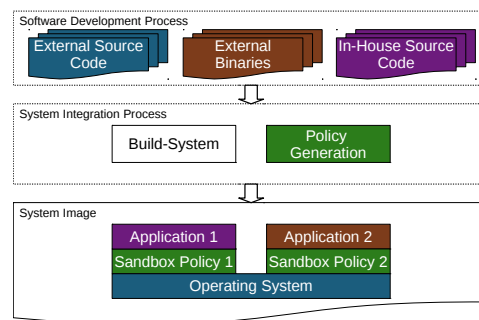 Software Development Process
External Source
Code
External
Binaries
In-House Source
Code
System Integration Process
Build-System
Policy
Generation
System Image
Application 1
Application 2
Sandbox Policy 1
Sandbox Policy 2
Operating System